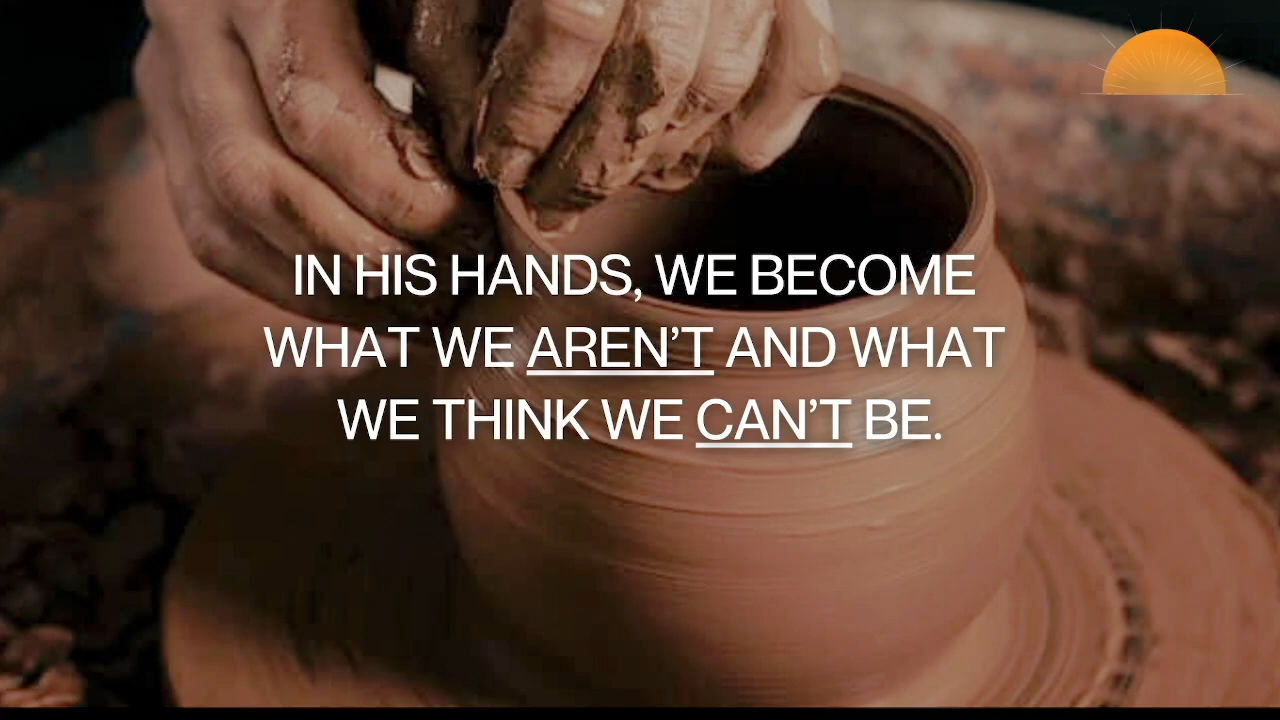 IN HIS HANDS, WE BECOME
WHAT WE AREN’T AND WHAT
WE THINK WE CAN’T BE.